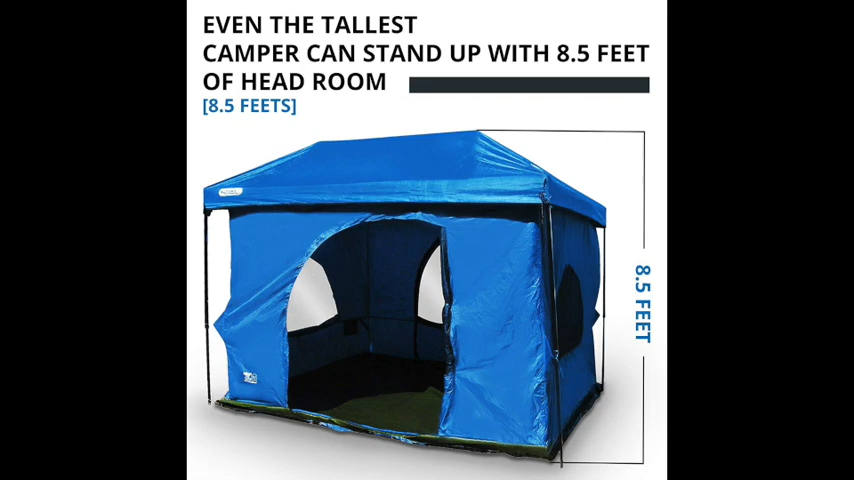 EVEN THE TALLEST
CAMPER CAN STAND UP WITH 8.5 FEET
OF HEAD ROOM
[8.5 FEETS]
8.5 FEET